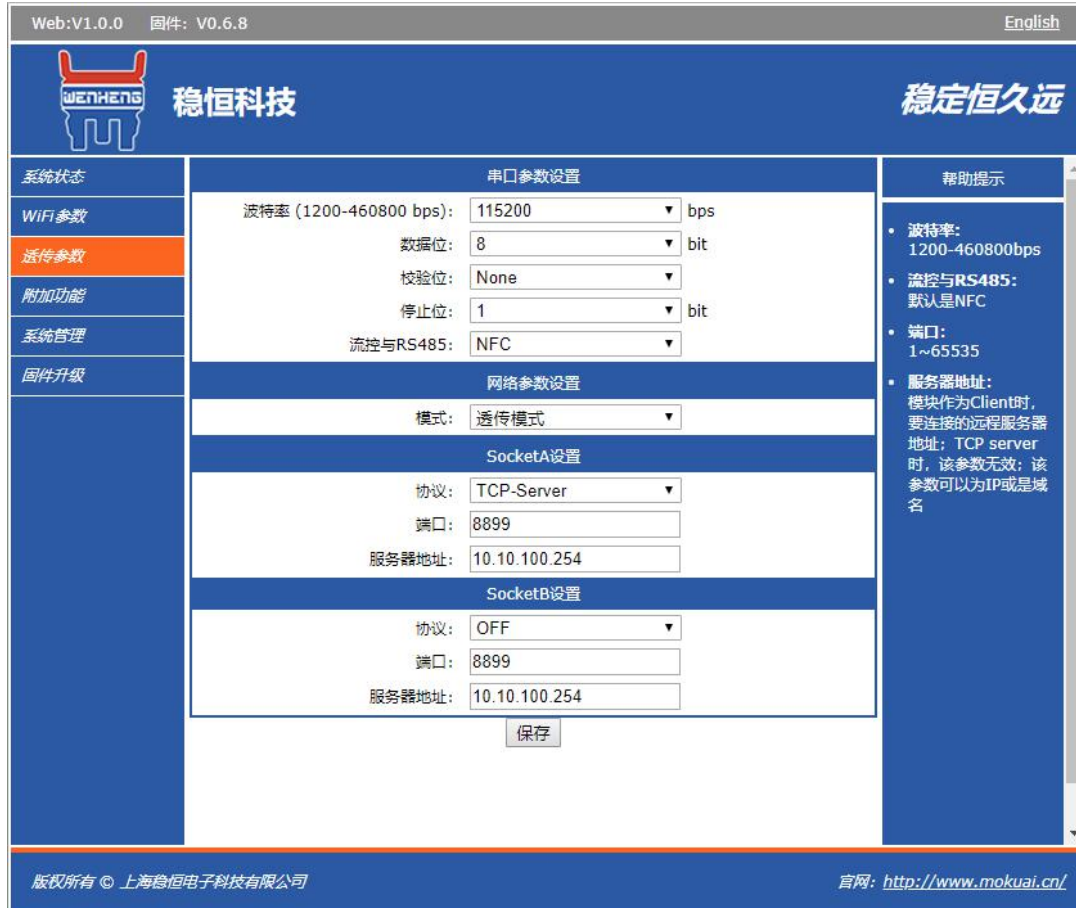 Web:V1.0.0 固件: V0.6.8
English
WENHENG
稳恒科技
稳定恒久远
系统状态
WiFi参数
透传参数
附加功能
系统管理
固件升级
串口参数设置
波特率 (1200-460800 bps): 115200 bps
数据位: 8 bit
校验位: None
停止位: 1 bit
流控与RS485: NFC
网络参数设置
模式: 透传模式
SocketA设置
协议: TCP-Server
端口: 8899
服务器地址: 10.10.100.254
SocketB设置
协议: OFF
端口: 8899
服务器地址: 10.10.100.254
保存
帮助提示
• 波特率:
1200-460800bps
• 流控与RS485:
默认是NFC
• 端口:
1~65535
• 服务器地址:
模块作为Client时,
要连接的远程服务器
地址; TCP server
时, 该参数无效; 该
参数可以为IP或是域
名
版权所有 © 上海稳恒电子科技有限公司
官网: http://www.mokuai.cn/